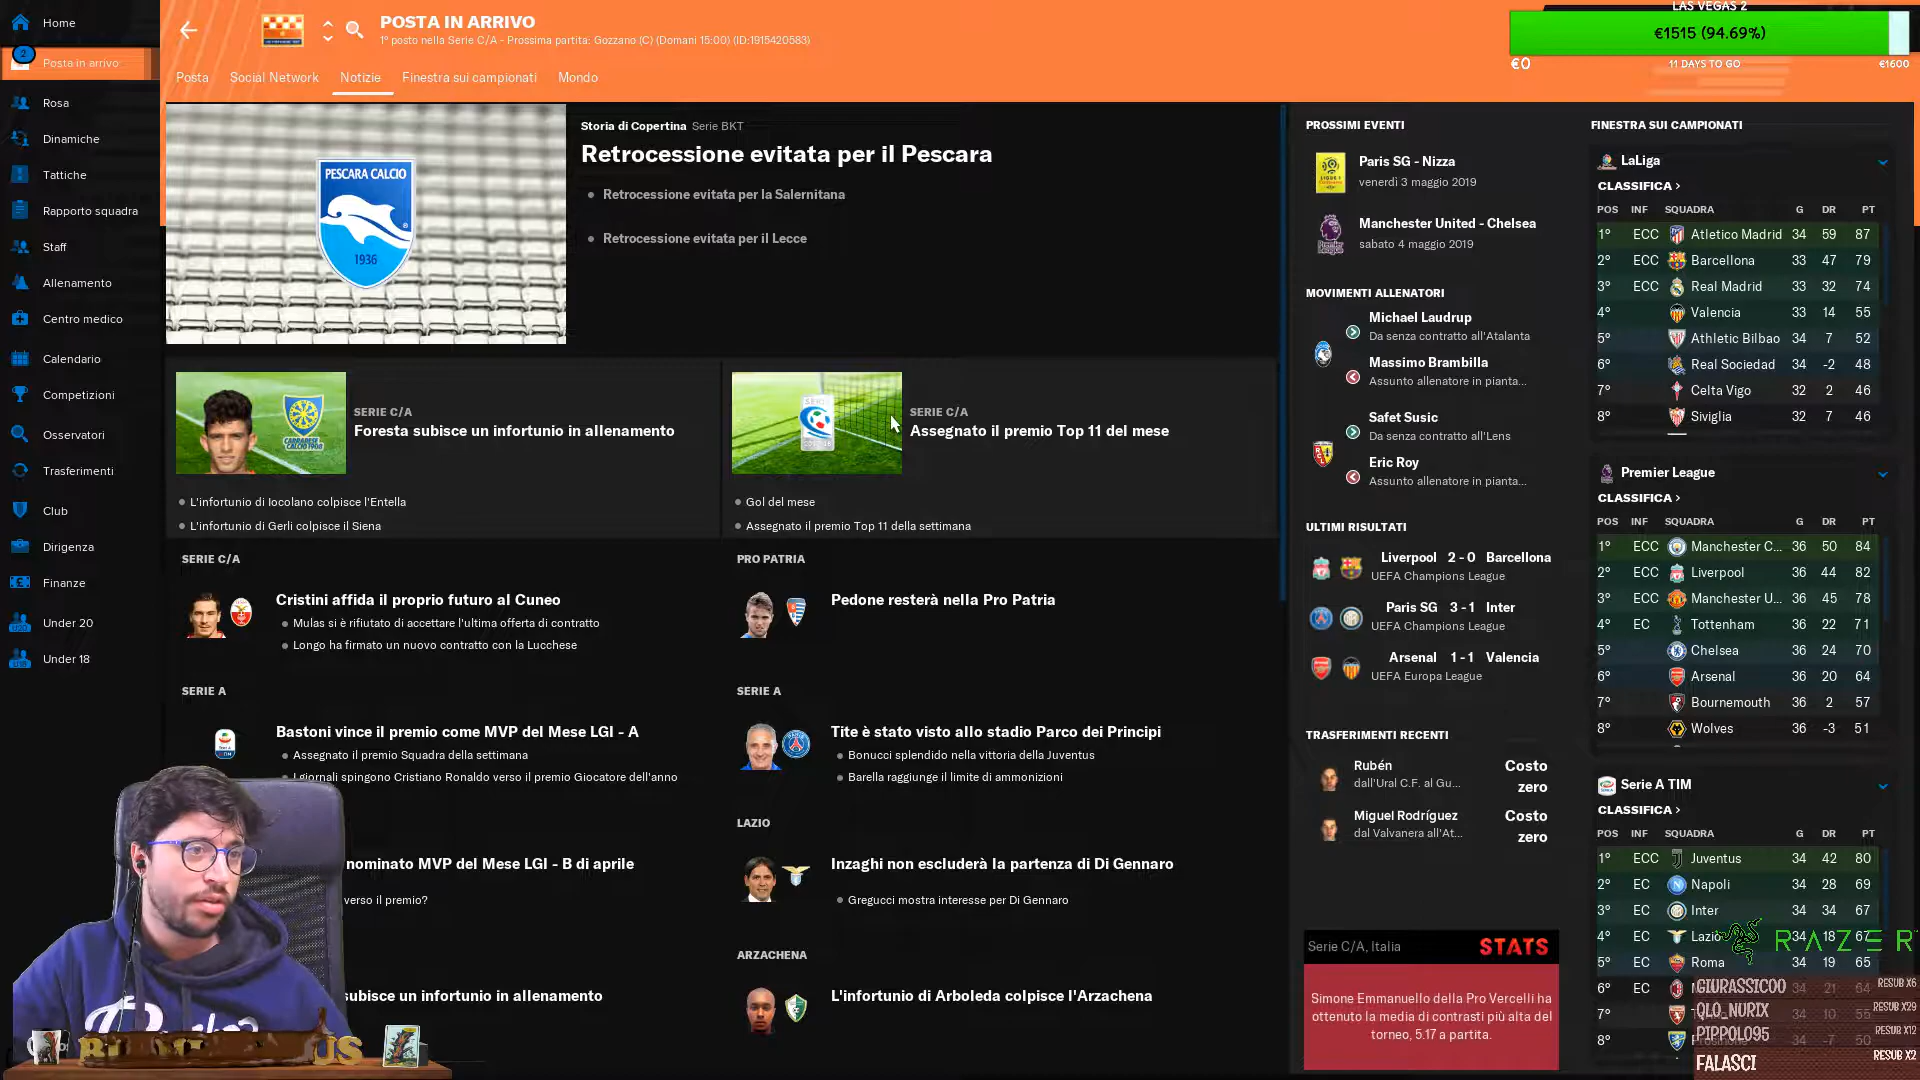 Home
2
Posta in arrivo
Rosa
Dinamiche
Tattiche
Rapporto squadra
Staff
Allenamento
Centro medico
Calendario
Competizioni
Osservatori
Trasferimenti
Club
Dirigenza
Finanze
Under 20
Under 18
POSTA IN ARRIVO
1° posto nella Serie C/A - Prossima partita: Gozzano (C) (Domani 15:00) (ID:1915420583)
Posta Social Network Notizie Finestra sui campionati Mondo
LAS VEGAS 2
€1515 (94.69%)
€0 11 DAYS TO GO €1600
PESCARA CALCIO
1936
Storia di Copertina Serie BKT
Retrocessione evitata per il Pescara
Retrocessione evitata per la Salernitana
Retrocessione evitata per il Lecce
SERIE C/A
Foresta subisce un infortunio in allenamento
L'infortunio di Iocolano colpisce l'Entella
L'infortunio di Gerli colpisce il Siena
SERIE C/A
Assegnato il premio Top 11 del mese
Gol del mese
Assegnato il premio Top 11 della settimana
SERIE C/A
Cristini affida il proprio futuro al Cuneo
Mulas si è rifiutato di accettare l'ultima offerta di contratto
Longo ha firmato un nuovo contratto con la Lucchese
PRO PATRIA
Pedone resterà nella Pro Patria
SERIE A
Bastoni vince il premio come MVP del Mese LGI - A
Assegnato il premio Squadra della settimana
I giornali spingono Cristiano Ronaldo verso il premio Giocatore dell'anno
SERIE A
Tite è stato visto allo stadio Parco dei Principi
Bonucci splendido nella vittoria della Juventus
Barella raggiunge il limite di ammonizioni
nominato MVP del Mese LGI - B di aprile
verso il premio?
LAZIO
Inzaghi non escluderà la partenza di Di Gennaro
Gregucci mostra interesse per Di Gennaro
subisce un infortunio in allenamento
ARZACHENA
L'infortunio di Arboleda colpisce l'Arzachena
PROSSIMI EVENTI
Paris SG - Nizza
venerdì 3 maggio 2019
Manchester United - Chelsea
sabato 4 maggio 2019
MOVIMENTI ALLENATORI
Michael Laudrup
Da senza contratto all'Atalanta
Massimo Brambilla
Assunto allenatore in pianta...
Safet Susic
Da senza contratto all'Lens
Eric Roy
Assunto allenatore in pianta...
ULTIMI RISULTATI
Liverpool 2 - 0 Barcellona
UEFA Champions League
Paris SG 3 - 1 Inter
UEFA Champions League
Arsenal 1 - 1 Valencia
UEFA Europa League
TRASFERIMENTI RECENTI
Rubén Costo
dall'Ural C.F. al Gu... zero
Miguel Rodríguez Costo
dal Valvanera all'At... zero
Serie C/A, Italia STATS
Simone Emmanuello della Pro Vercelli ha
ottenuto la media di contrasti più alta del
torneo, 5.17 a partita.
FINESTRA SUI CAMPIONATI
LaLiga
CLASSIFICA >
POS INF SQUADRA G DR PT
1° ECC Atletico Madrid 34 59 87
2° ECC Barcellona 33 47 79
3° ECC Real Madrid 33 32 74
4° Valencia 33 14 55
5° Athletic Bilbao 34 7 52
6° Real Sociedad 34 -2 48
7° Celta Vigo 32 2 46
8° Siviglia 32 7 46
Premier League
CLASSIFICA >
POS INF SQUADRA G DR PT
1° ECC Manchester C... 36 50 84
2° ECC Liverpool 36 44 82
3° ECC Manchester U... 36 45 78
4° EC Tottenham 36 22 71
5° Chelsea 36 24 70
6° Arsenal 36 20 64
7° Bournemouth 36 2 57
8° Wolves 36 -3 51
Serie A TIM
CLASSIFICA >
POS INF SQUADRA G DR PT
1° ECC Juventus 34 42 80
2° EC Napoli 34 28 69
3° EC Inter 34 34 67
4° EC Lazio 34 18 67
5° EC Roma 34 19 65
6° EC 34 21 64
7° 34 10 55
8° Frosinone 34 -7 50
RAZER
GIURASSICOO RESUB X6
OLO_NURIX RESUB X29
PIPPOLO95 RESUB X12
FALASCI RESUB X2